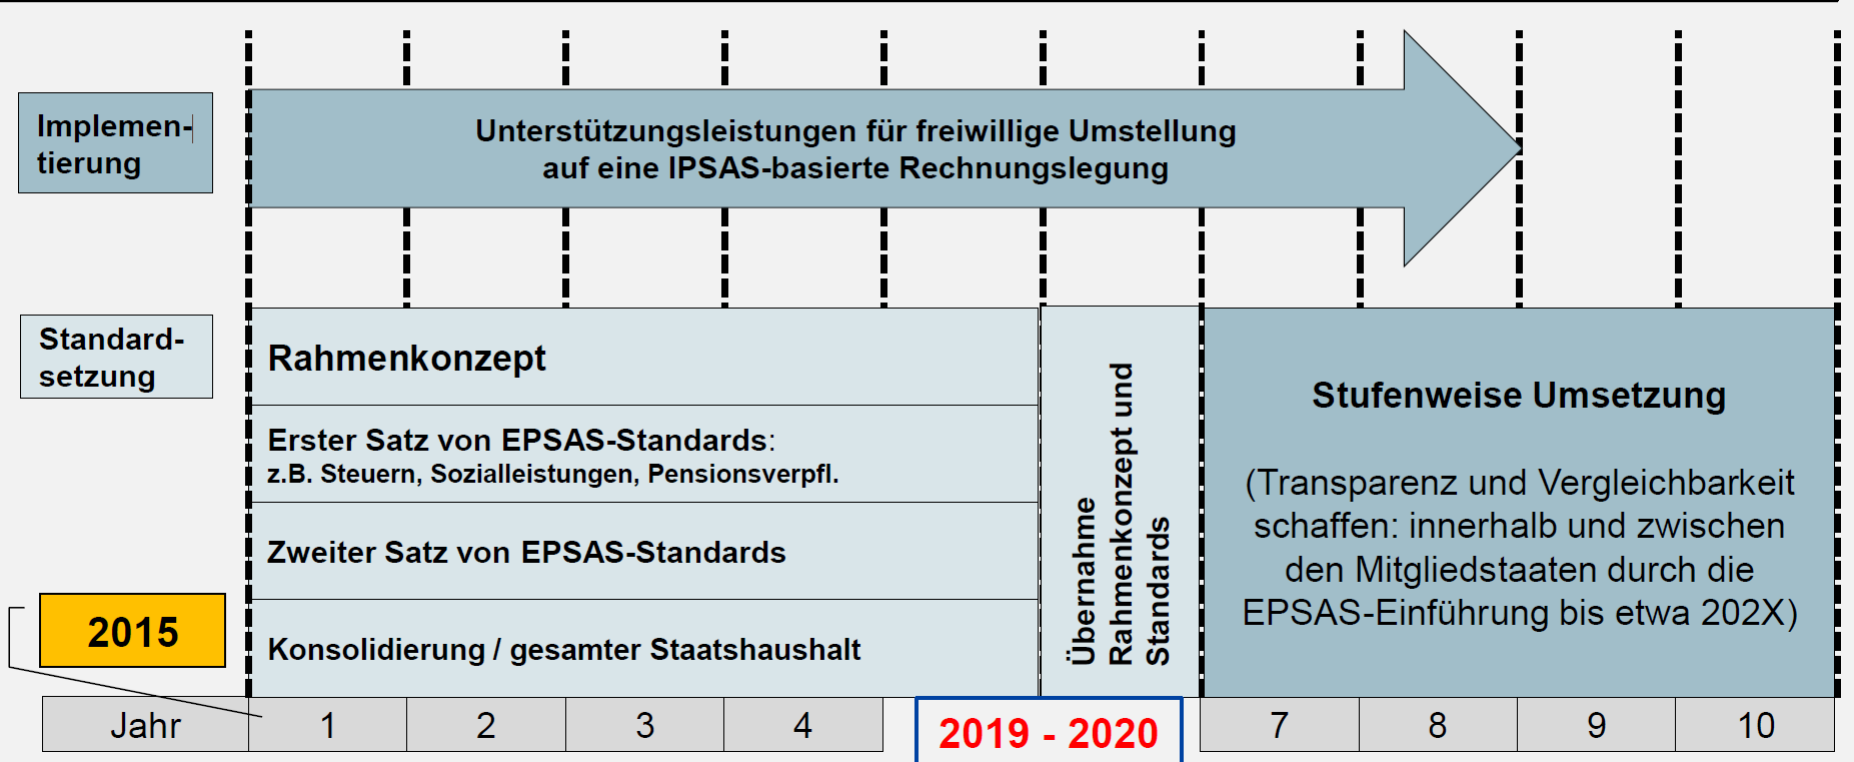 Implemen-
tierung
Unterstützungsleistungen für freiwillige Umstellung
auf eine IPSAS-basierte Rechnungslegung
Standard-
setzung
Rahmenkonzept
Erster Satz von EPSAS-Standards:
z.B. Steuern, Sozialleistungen, Pensionsverpfl.
Zweiter Satz von EPSAS-Standards
Konsolidierung / gesamter Staatshaushalt
Übernahme
Rahmenkonzept und
Standards
Stufenweise Umsetzung
(Transparenz und Vergleichbarkeit
schaffen: innerhalb und zwischen
den Mitgliedstaaten durch die
EPSAS-Einführung bis etwa 202X)
2015
Jahr 1 2 3 4 2019 - 2020 7 8 9 10